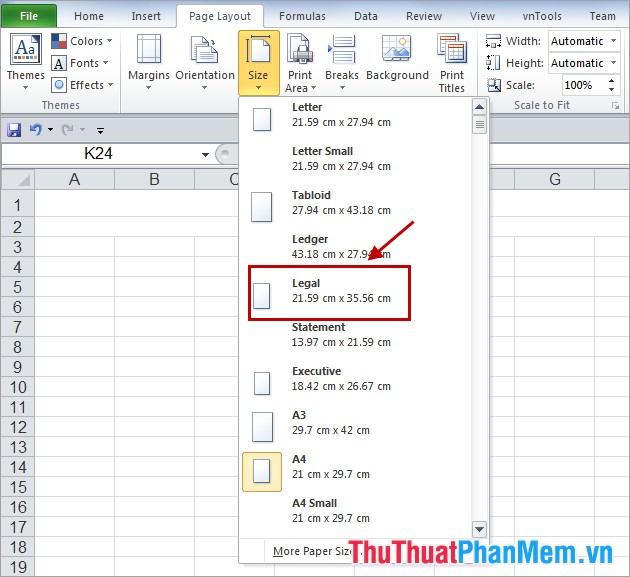 File Home Insert Page Layout Formulas Data Review View vnTools Team
Themes
Colors
Fonts
Effects
Themes
Margins
Orientation
Size
Print
Area
Breaks
Background
Print
Titles
Width: Automatic
Height: Automatic
Scale: 100%
Scale to Fit
K24
A B C G
1
2
3
4
5
6
7
8
9
10
11
12
13
14
15
16
17
18
19
Letter
21.59 cm x 27.94 cm
Letter Small
21.59 cm x 27.94 cm
Tabloid
27.94 cm x 43.18 cm
Ledger
43.18 cm x 27.94 cm
Legal
21.59 cm x 35.56 cm
Statement
13.97 cm x 21.59 cm
Executive
18.42 cm x 26.67 cm
A3
29.7 cm x 42 cm
A4
21 cm x 29.7 cm
A4 Small
21 cm x 29.7 cm
More Paper Size
ThuThuatPhanMem.vn